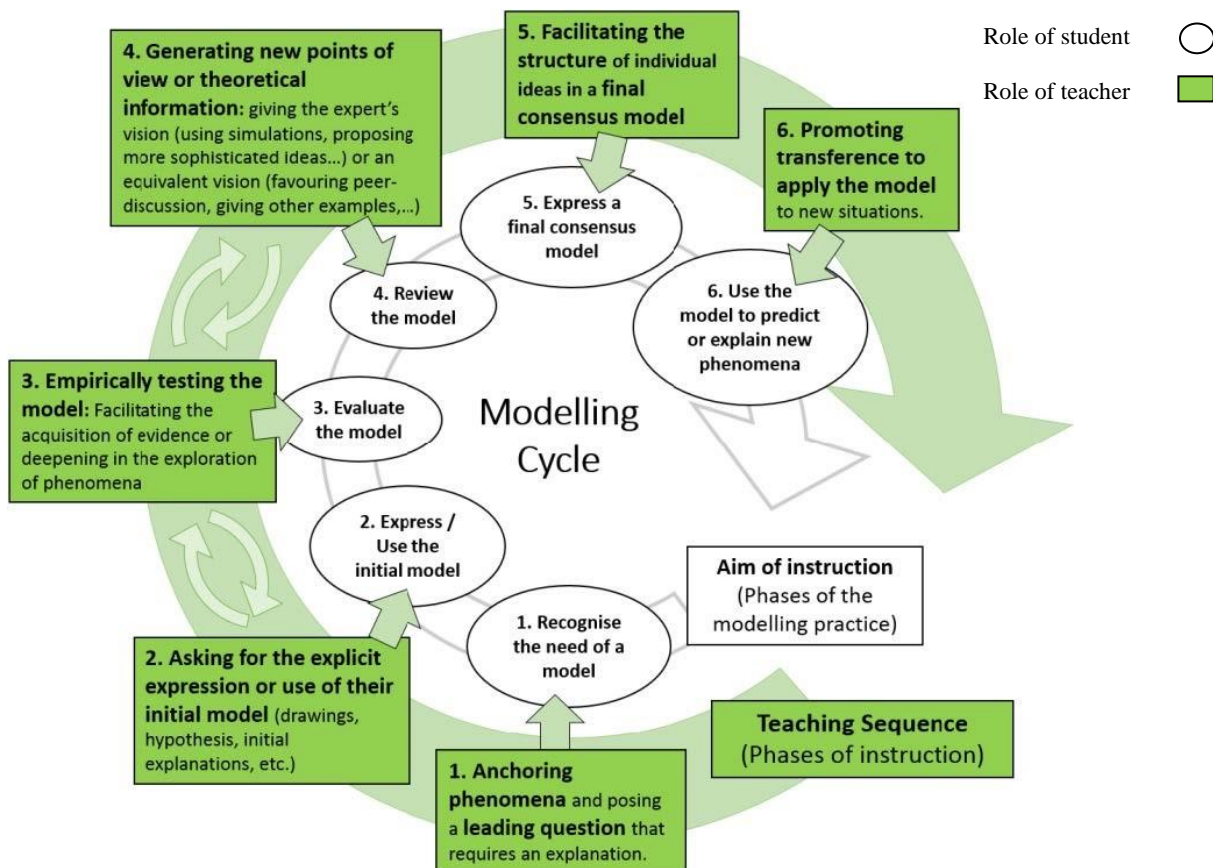 4. Generating new points of
view or theoretical
information: giving the expert's
vision (using simulations, proposing
more sophisticated ideas...) or an
equivalent vision (favouring peer-
discussion, giving other examples,...)
5. Facilitating the
structure of individual
ideas in a final
consensus model
Role of student
Role of teacher
6. Promoting
transference to
apply the model
to new situations.
5. Express a
final consensus
model
4. Review
the model
6. Use the
model to predict
or explain new
phenomena
3. Empirically testing the
model: Facilitating the
acquisition of evidence or
deepening in the exploration
of phenomena
3. Evaluate
the model
Modelling
Cycle
2. Express /
Use the
initial model
Aim of instruction
(Phases of the
modelling practice)
1. Recognise
the need of a
model
2. Asking for the explicit
expression or use of their
initial model (drawings,
hypothesis, initial
explanations, etc.)
Teaching Sequence
(Phases of instruction)
1. Anchoring
phenomena and posing
a leading question that
requires an explanation.